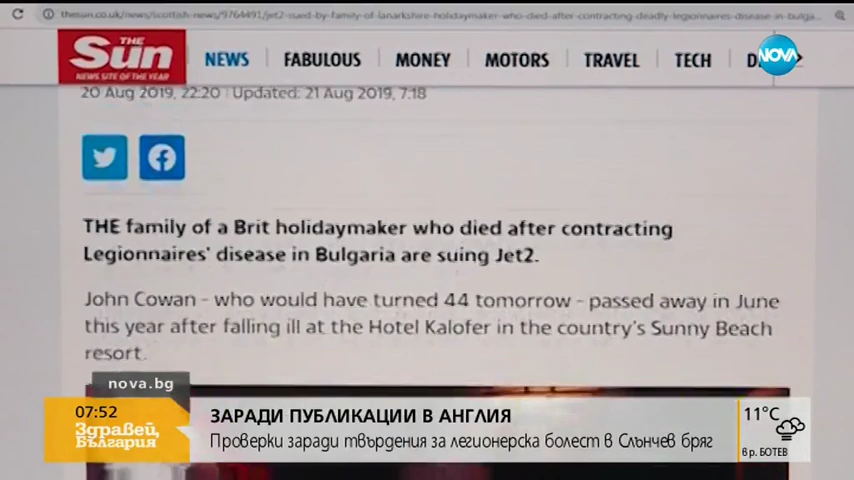 thesun.co.uk/news/scottish-news/9764491/jet2-sued-by-family-of-lanarkshire-holidaymaker-who-died-after-contracting-deadly-legionnaires-disease-in-bulga...
THE
Sun
NEWS SITE OF THE YEAR
NEWS FABULOUS MONEY MOTORS TRAVEL TECH
NOVA
20 Aug 2019, 22:20 Updated: 21 Aug 2019, 7:18
THE family of a Brit holidaymaker who died after contracting
Legionnaires' disease in Bulgaria are suing Jet2.
John Cowan - who would have turned 44 tomorrow - passed away in June
this year after falling ill at the Hotel Kalofer in the country's Sunny Beach
resort.
nova.bg
07:52
Здравей,
България
ЗАРАДИ ПУБЛИКАЦИИ В АНГЛИЯ
Проверки заради твърдения за легионерска болест в Слънчев бряг
11°C
в р. БОТЕВ